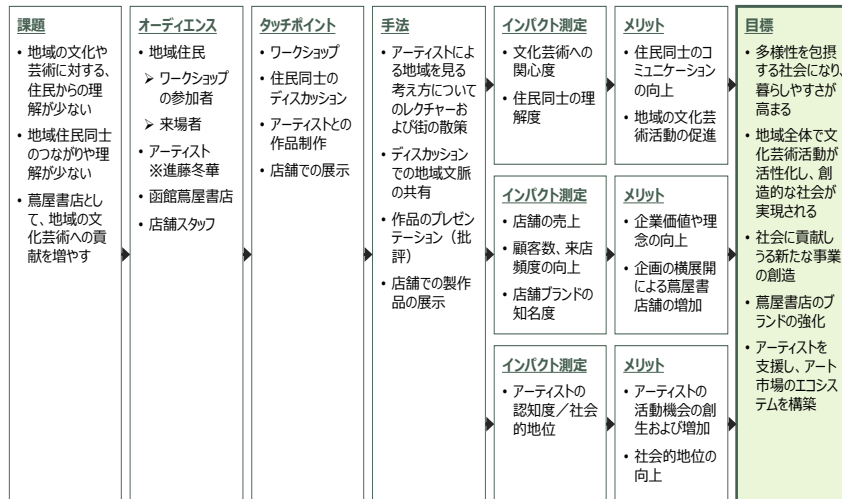 課題
• 地域の文化や
芸術に対する、
住民からの理
解が少ない
• 地域住民同士
のつながりや理
解が少ない
• 蔦屋書店とし
て、地域の文
化芸術への貢
献を増やす
オーディエンス
• 地域住民
➢ ワークショップ
の参加者
➢ 来場者
• アーティスト
※進藤冬華
• 函館蔦屋書店
• 店舗スタッフ
タッチポイント
• ワークショップ
• 住民同士の
ディスカッション
• アーティストとの
作品制作
• 店舗での展示
手法
• アーティストによ
る地域を見る
考え方について
のレクチャーお
よび街の散策
• ディスカッション
での地域文脈
の共有
• 作品のプレゼン
テーション（批
評）
• 店舗での製作
品の展示
インパクト測定
• 文化芸術への
関心度
• 住民同士の理
解度
メリット
• 住民同士のコ
ミュニケーション
の向上
• 地域の文化芸
術活動の促進
インパクト測定
• 店舗の売上
• 顧客数、来店
頻度の向上
• 店舗ブランドの
知名度
メリット
• 企業価値や理
念の向上
• 企画の横展開
による蔦屋書
店舗の増加
インパクト測定
• アーティストの
認知度／社会
的地位
メリット
• アーティストの
活動機会の創
生および増加
• 社会的地位の
向上
目標
• 多様性を包摂
する社会になり、
暮らしやすさが
高まる
• 地域全体で文
化芸術活動が
活性化し、創
造的な社会が
実現される
• 社会に貢献し
うる新たな事業
の創造
• 蔦屋書店のブ
ランドの強化
• アーティストを
支援し、アート
市場のエコシス
テムを構築